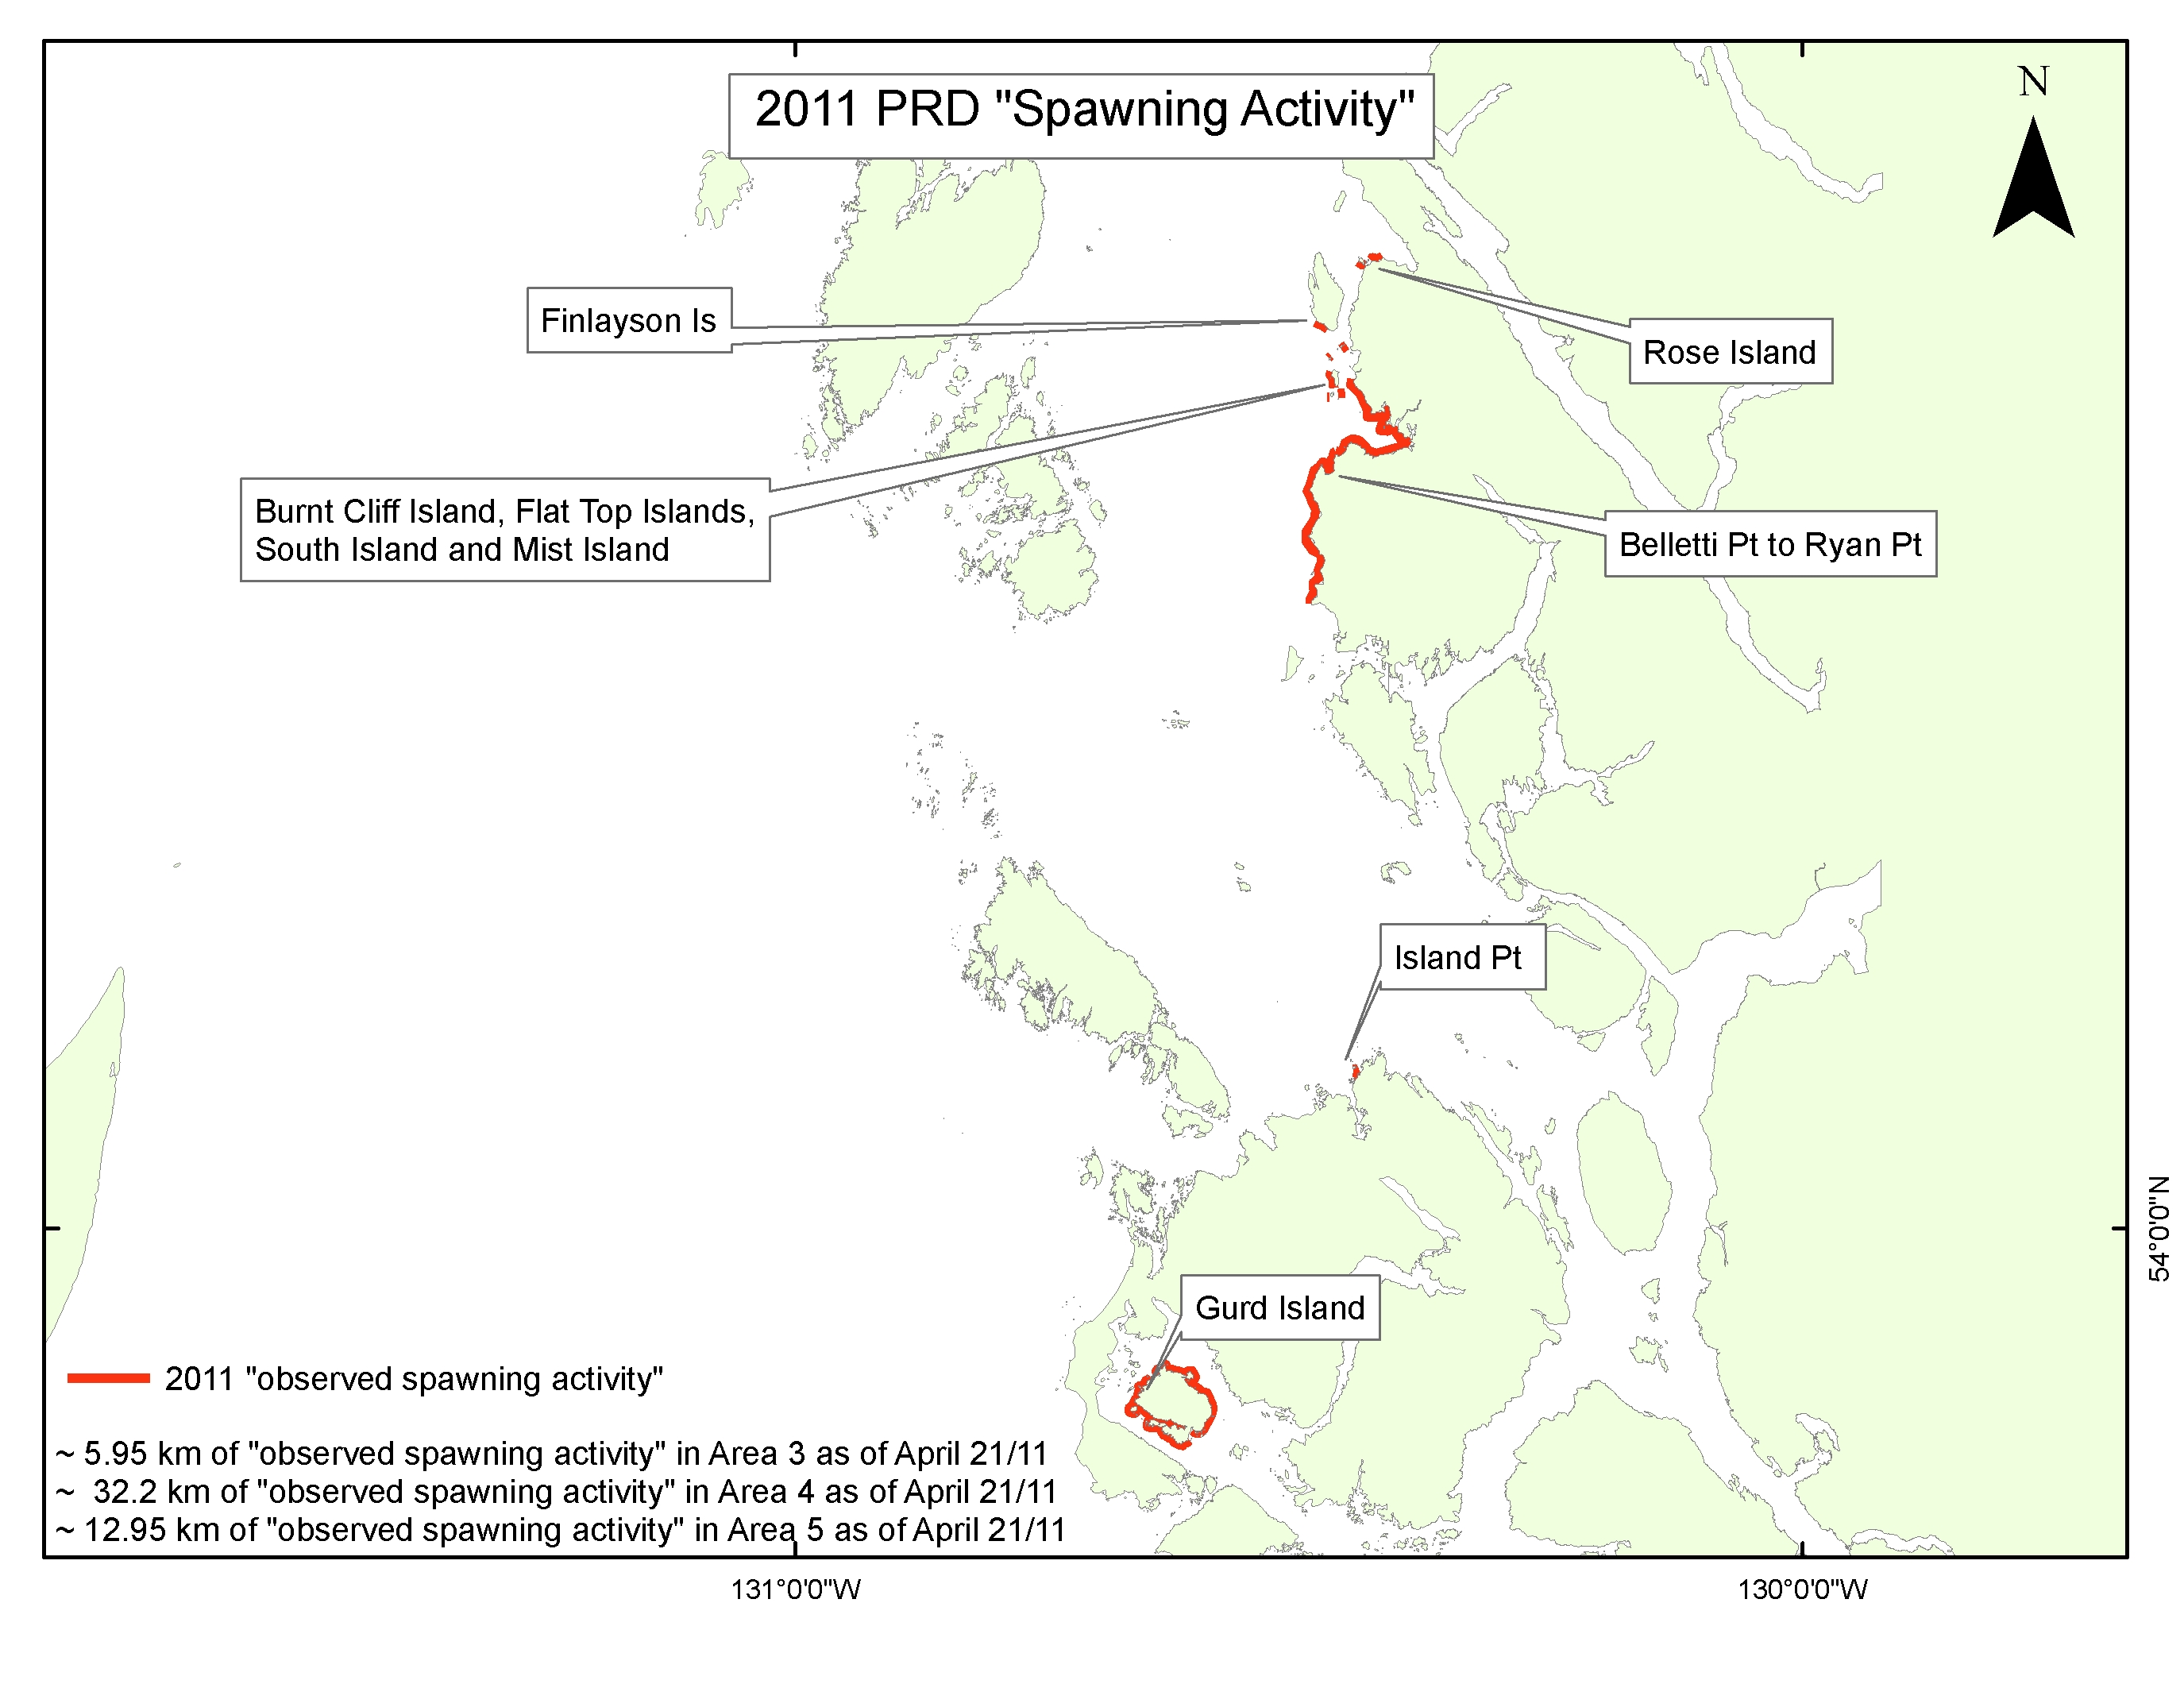 2011 PRD "Spawning Activity"
N
Finlayson Is
Rose Island
Burnt Cliff Island, Flat Top Islands,
South Island and Mist Island
Belletti Pt to Ryan Pt
Island Pt
54°0'0"N
Gurd Island
2011 "observed spawning activity"
~ 5.95 km of "observed spawning activity" in Area 3 as of April 21/11
~ 32.2 km of "observed spawning activity" in Area 4 as of April 21/11
~ 12.95 km of "observed spawning activity" in Area 5 as of April 21/11
131°0'0"W
130°0'0"W